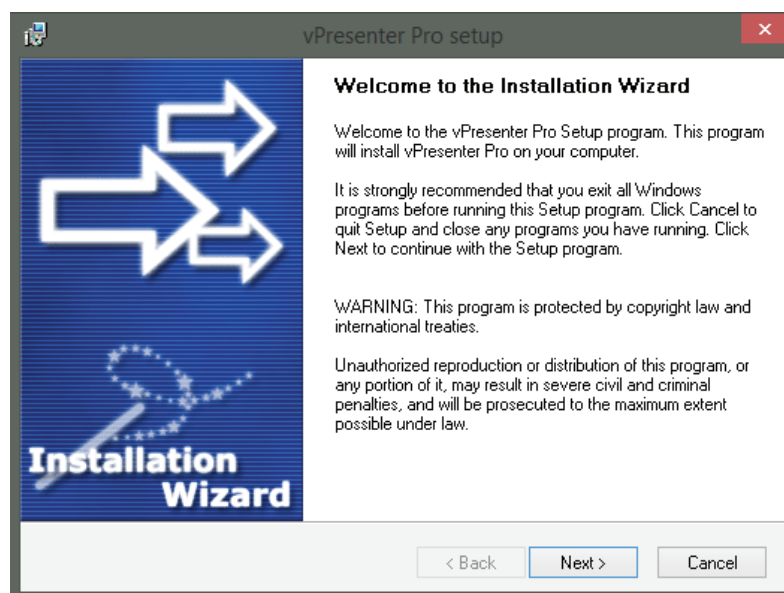 vPresenter Pro setup
Welcome to the Installation Wizard
Welcome to the vPresenter Pro Setup program. This program
will install vPresenter Pro on your computer.
It is strongly recommended that you exit all Windows
programs before running this Setup program. Click Cancel to
quit Setup and close any programs you have running. Click
Next to continue with the Setup program.
WARNING: This program is protected by copyright law and
international treaties.
Unauthorized reproduction or distribution of this program, or
any portion of it, may result in severe civil and criminal
penalties, and will be prosecuted to the maximum extent
possible under law.
Installation
Wizard
< Back
Next >
Cancel